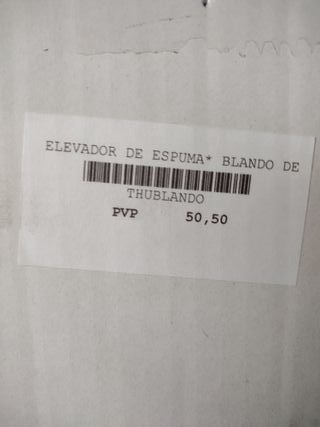 ELEVADOR DE ESPUMA* BLANDO DE
THUBLANDO
PVP 50,50